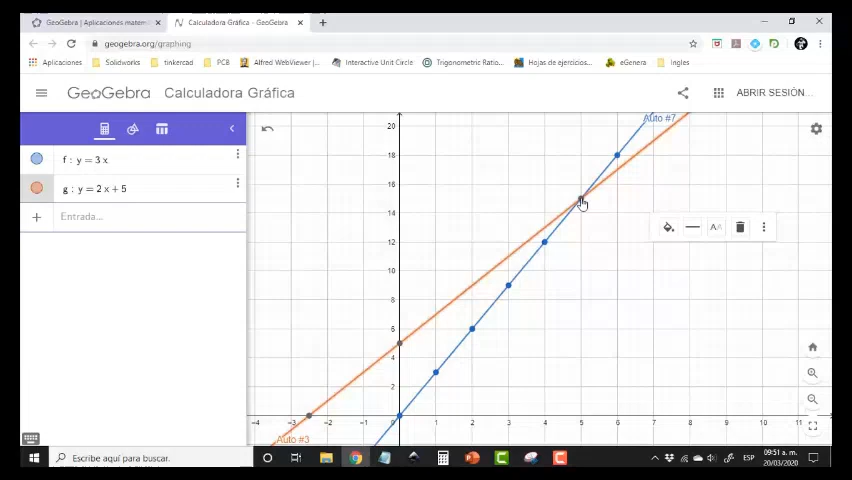 GeoGebra | Aplicaciones matem
Calculadora Gráfica - GeoGebra
geogebra.org/graphing
Aplicaciones
Solidworks
tinkercad
PCB
Alfred WebViewer |...
Interactive Unit Circle
Trigonometric Ratio...
Hojas de ejercicios...
eGenera
Ingles
GeoGebra Calculadora Gráfica
ABRIR SESIÓN...
f : y = 3 x
g : y = 2 x + 5
Entrada...
Auto #7
20
18
16
14
12
10
8
6
4
2
−4 −3 −2 −1 0 1 2 3 4 5 6 7 8 9 10 11
Auto #3
Escribe aquí para buscar.
ESP
09:51 a. m.
20/03/2020